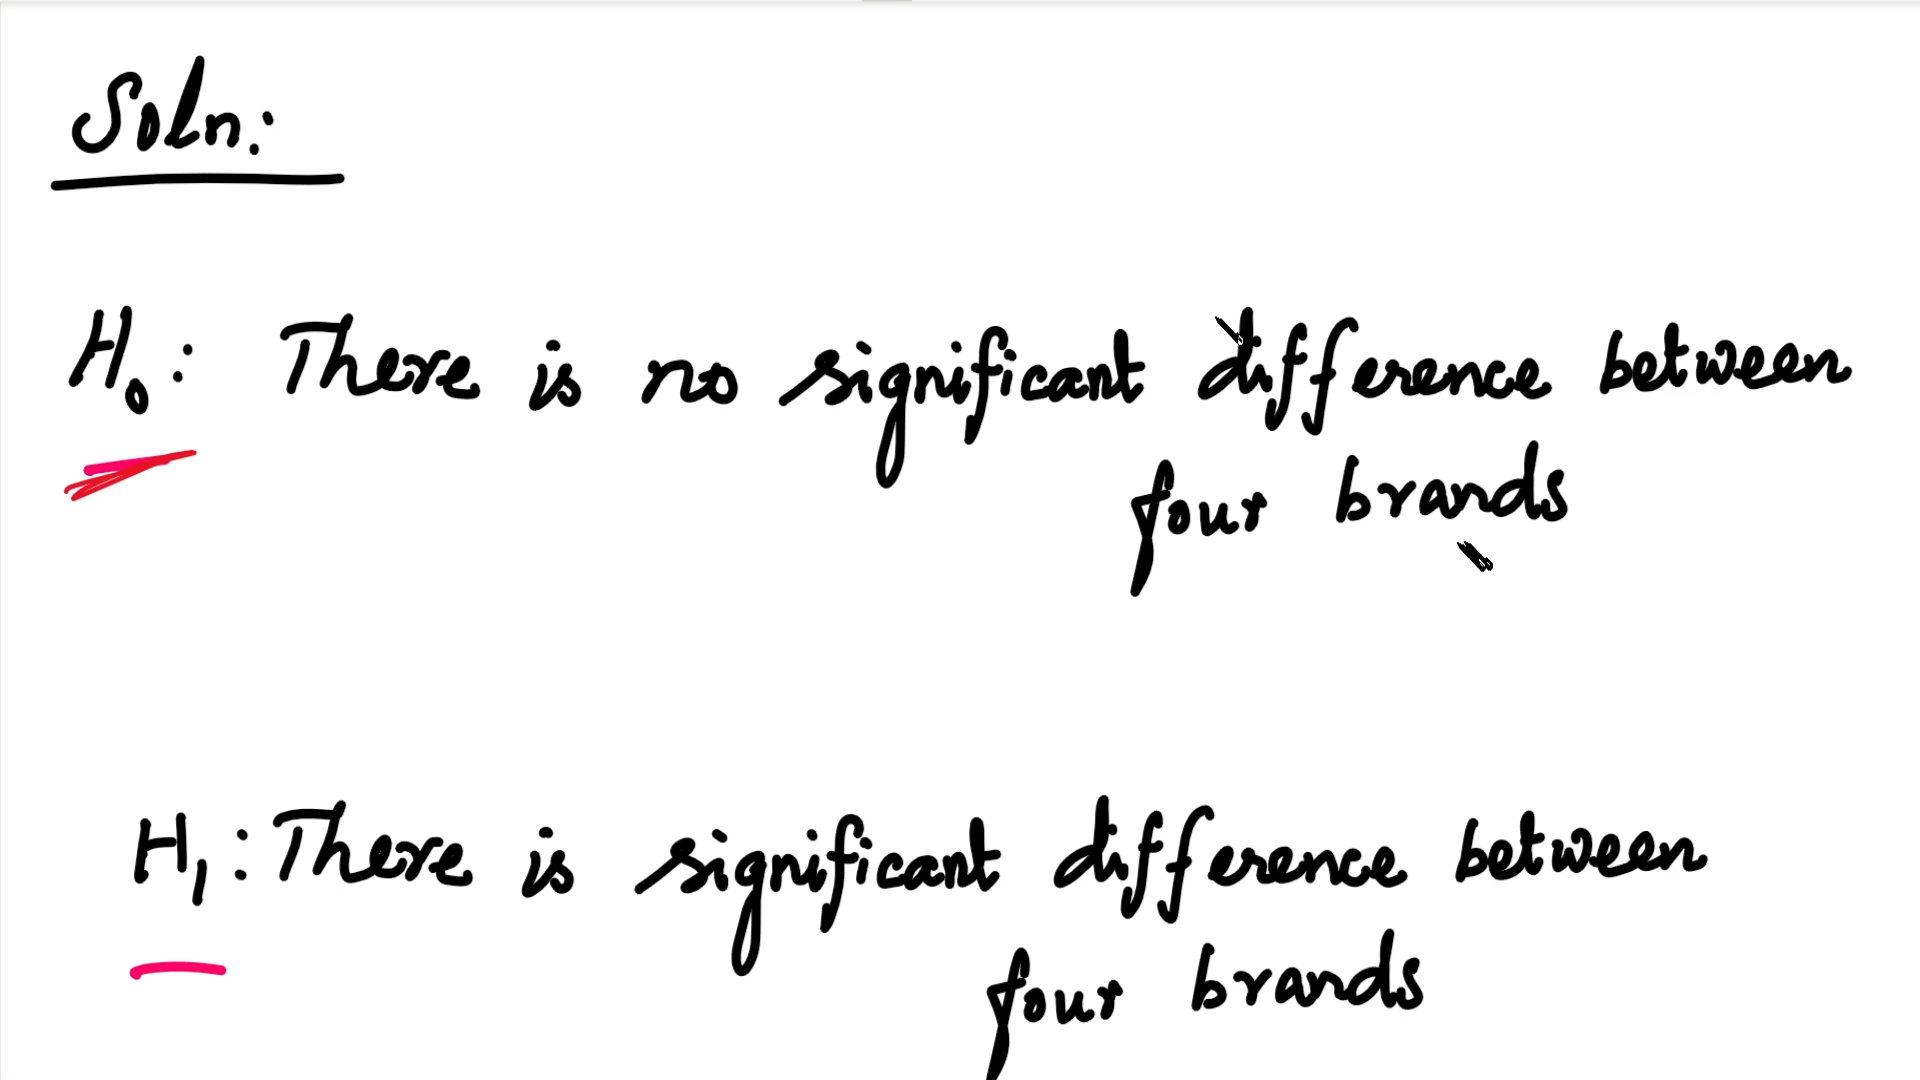 Soln:
H₀: There is no significant difference between
four brands
H₁: There is significant difference between
four brands